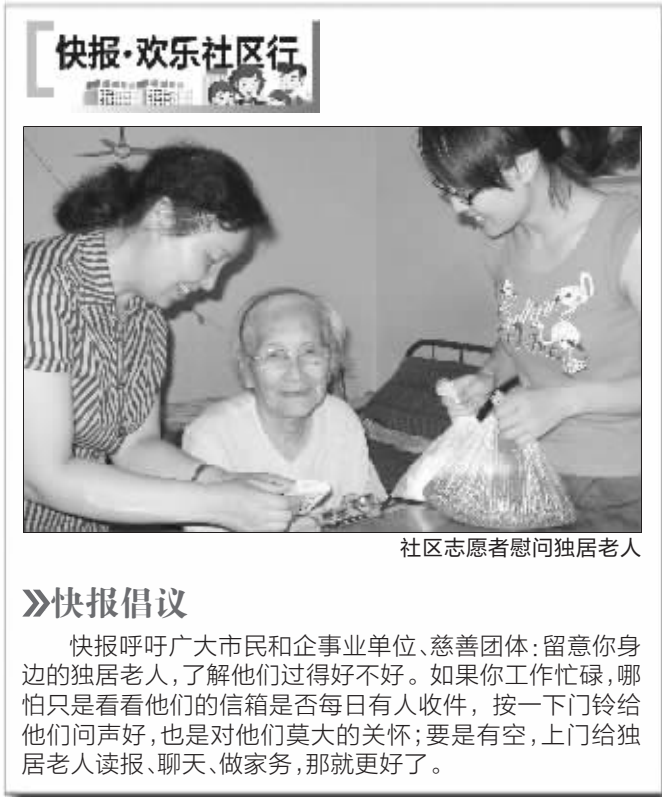 快报·欢乐社区行
社区志愿者慰问独居老人
快报倡议
快报呼吁广大市民和企事业单位、慈善团体:留意你身
边的独居老人,了解他们过得好不好。如果你工作忙碌,哪
怕只是看看他们的信箱是否每日有人收件，按一下门铃给
他们问声好,也是对他们莫大的关怀;要是有空,上门给独
居老人读报、聊天、做家务,那就更好了。